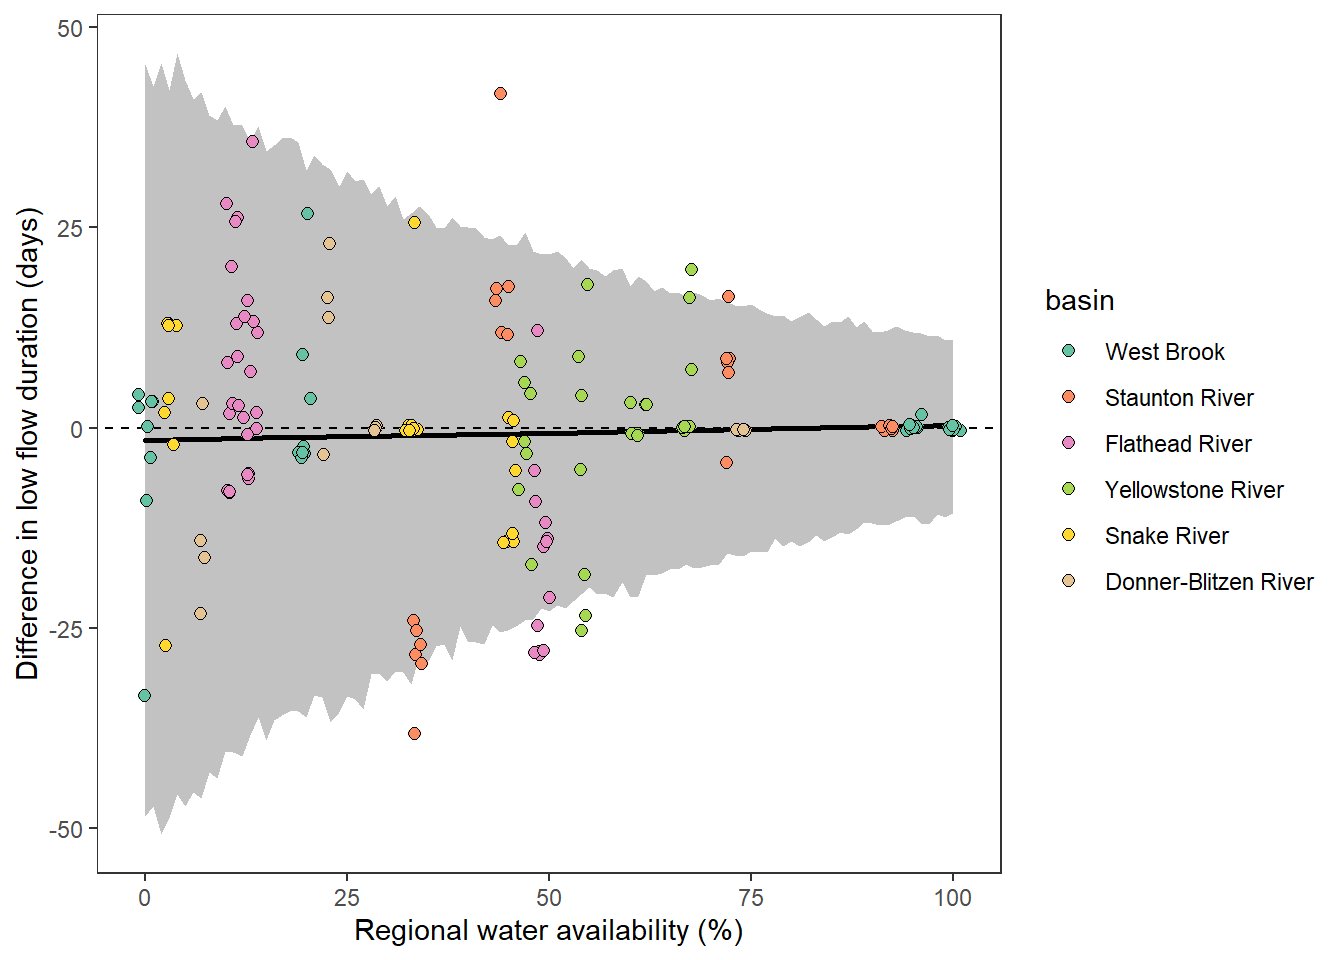 50
25
0
-25
-50
Difference in low flow duration (days)
0 25 50 75 100
Regional water availability (%)
basin
West Brook
Staunton River
Flathead River
Yellowstone River
Snake River
Donner-Blitzen River